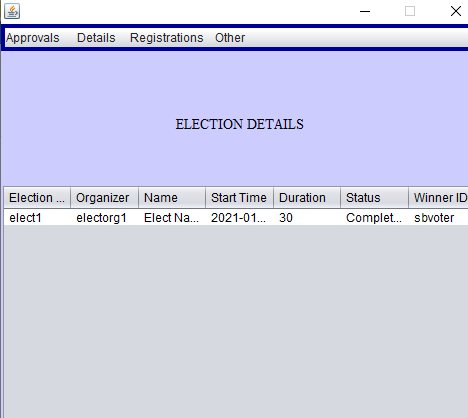 Approvals Details Registrations Other
ELECTION DETAILS
Election ... Organizer Name Start Time Duration Status Winner ID
elect1 electorg1 Elect Na... 2021-01... 30 Complet... sbvoter